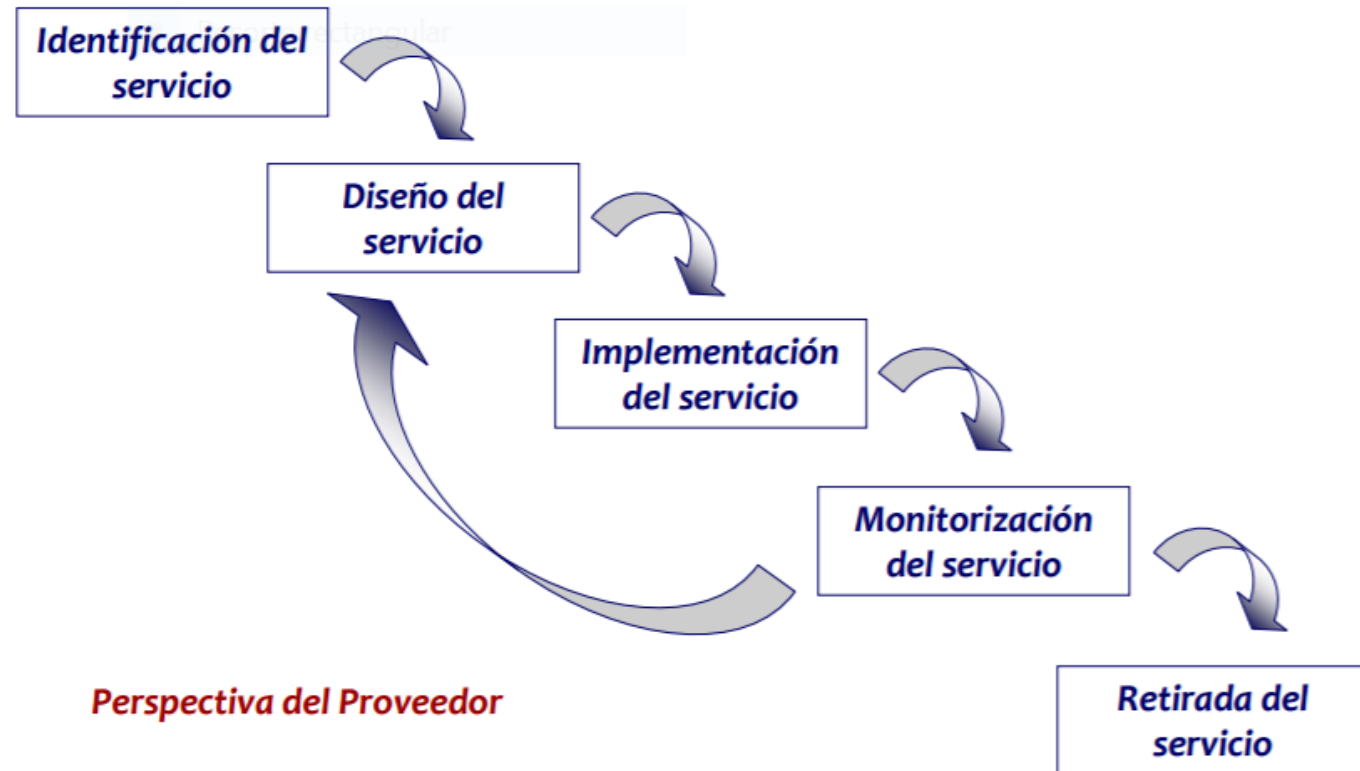 Identificación del
servicio
Diseño del
servicio
Implementación
del servicio
Monitorización
del servicio
Perspectiva del Proveedor
Retirada del
servicio